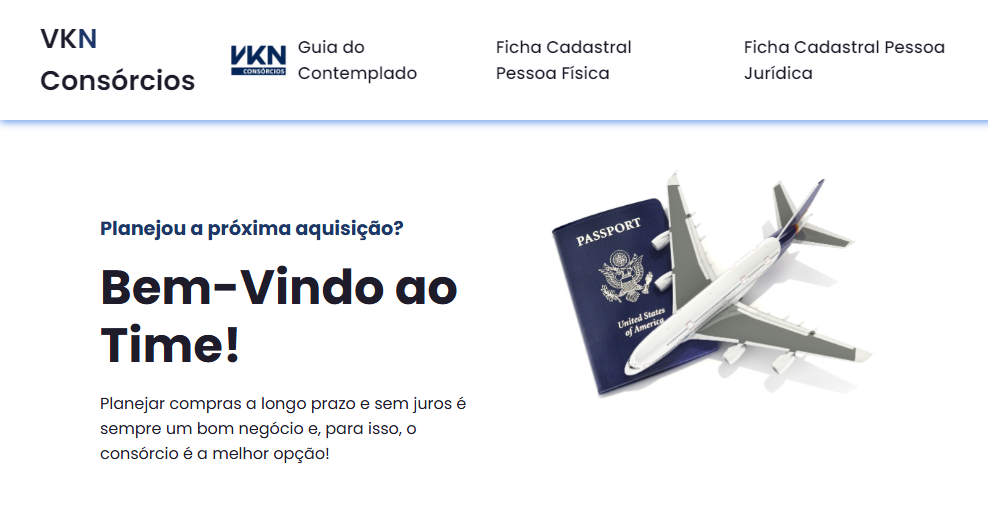 VKN
Consórcios
VKN
CONSÓRCIOS
Guia do
Contemplado
Ficha Cadastral
Pessoa Física
Ficha Cadastral Pessoa
Jurídica
Planejou a próxima aquisição?
Bem-Vindo ao
Time!
Planejar compras a longo prazo e sem juros é
sempre um bom negócio e, para isso, o
consórcio é a melhor opção!
PASSPORT
United States
of America